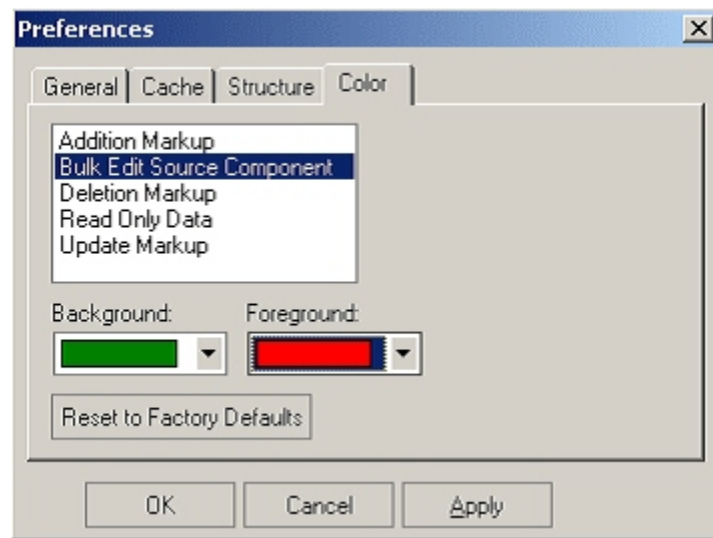 Preferences
General Cache Structure Color
Addition Markup
Bulk Edit Source Component
Deletion Markup
Read Only Data
Update Markup
Background: Foreground:
Reset to Factory Defaults
OK Cancel Apply